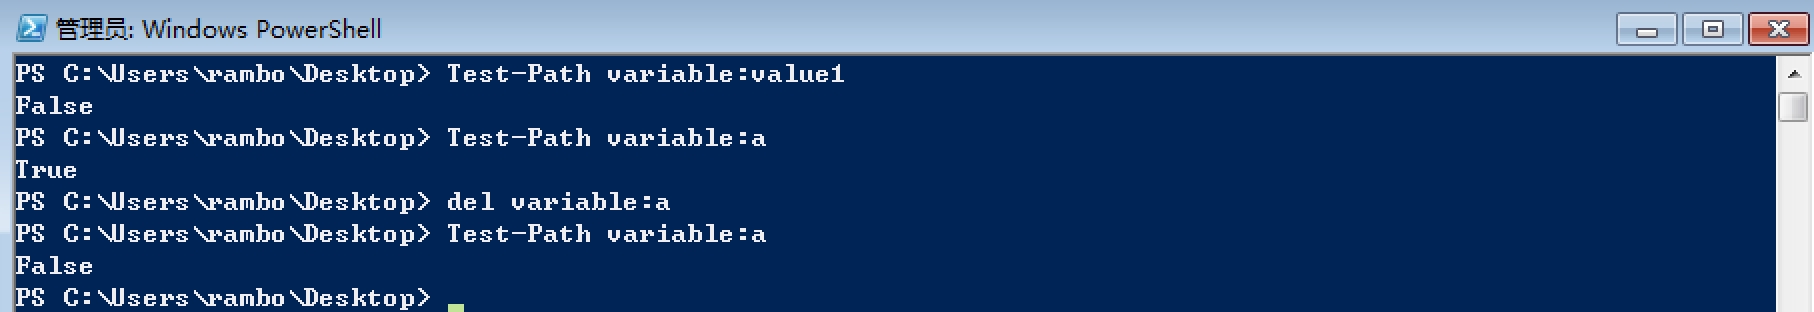 管理员: Windows PowerShell
PS C:\Users\rambo\Desktop> Test-Path variable:value1
False
PS C:\Users\rambo\Desktop> Test-Path variable:a
True
PS C:\Users\rambo\Desktop> del variable:a
PS C:\Users\rambo\Desktop> Test-Path variable:a
False
PS C:\Users\rambo\Desktop>